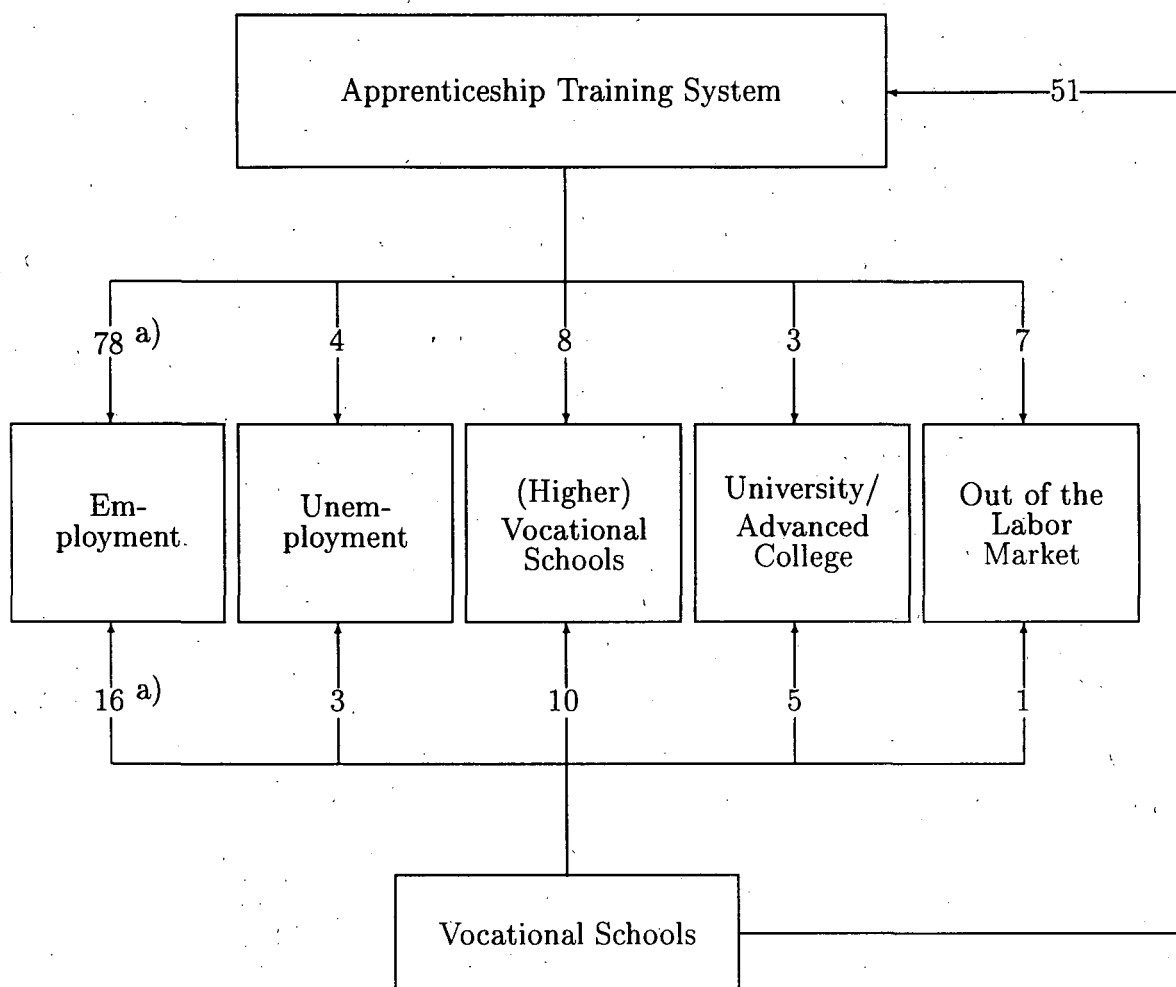 Apprenticeship Training System
51
78 a) 4 8 3 7
Em-
ployment
Unem-
ployment
(Higher)
Vocational
Schools
University/
Advanced
College
Out of the
Labor
Market
16 a) 3 10 5 1
Vocational Schools